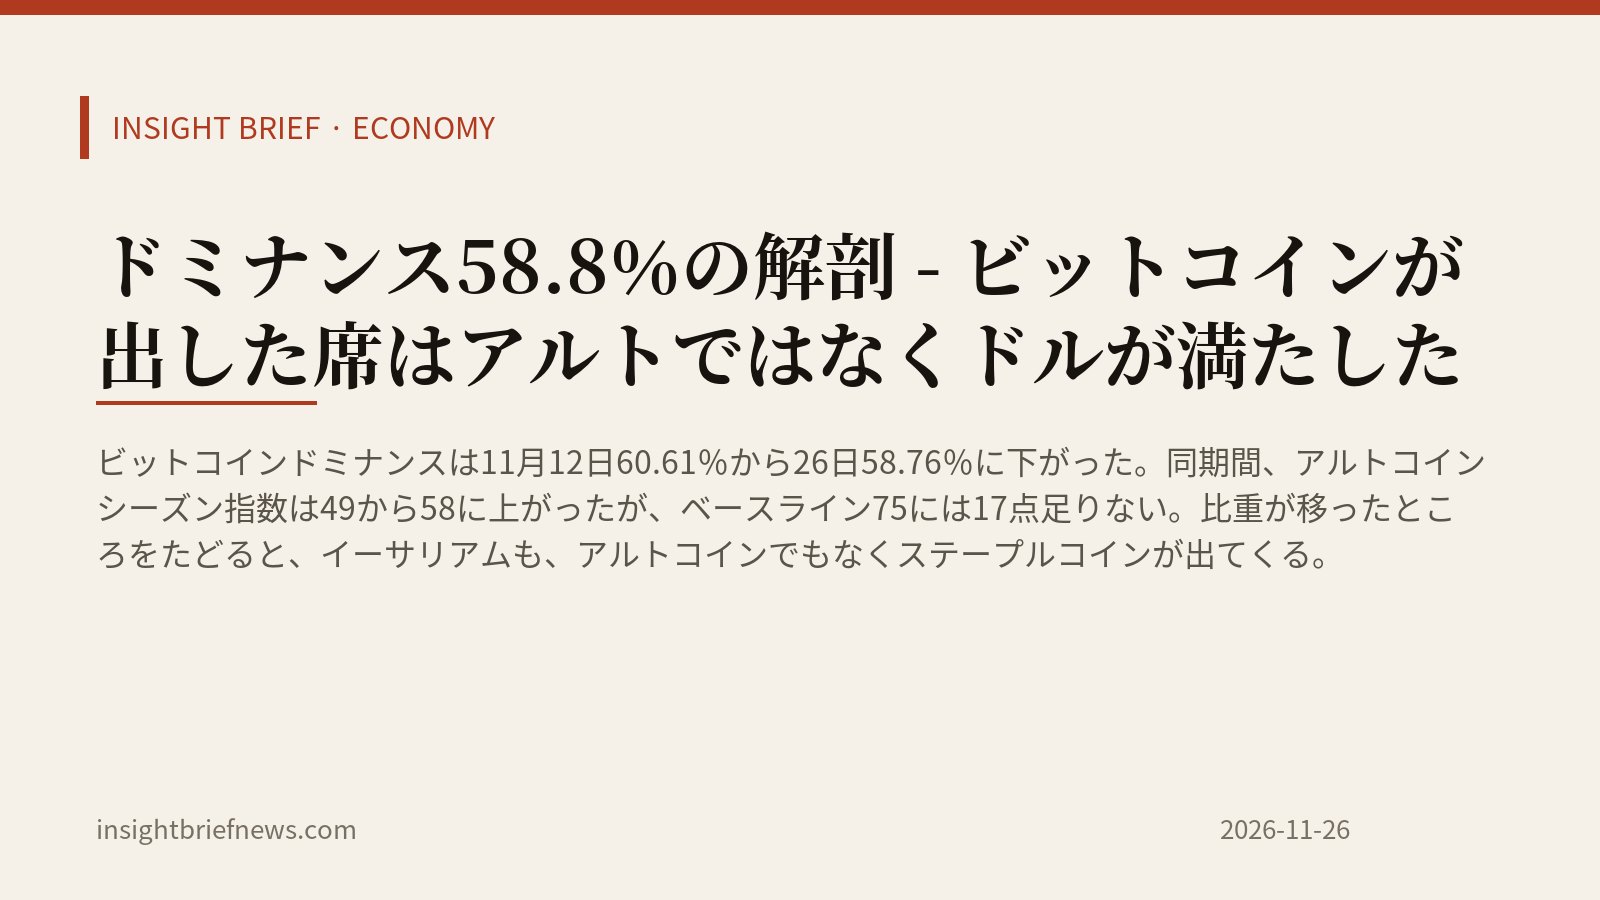 INSIGHT BRIEF · ECONOMY
ドミナンス58.8%の解剖 - ビットコインが
出した席はアルトではなくドルが満たした
ビットコインドミナンスは11月12日60.61%から26日58.76%に下がった。同期間、アルトコイン
シーズン指数は49から58に上がったが、ベースライン75には17点足りない。比重が移ったとこ
ろをたどると、イーサリアムも、アルトコインでもなくステープルコインが出てくる。
insightbriefnews.com
2026-11-26